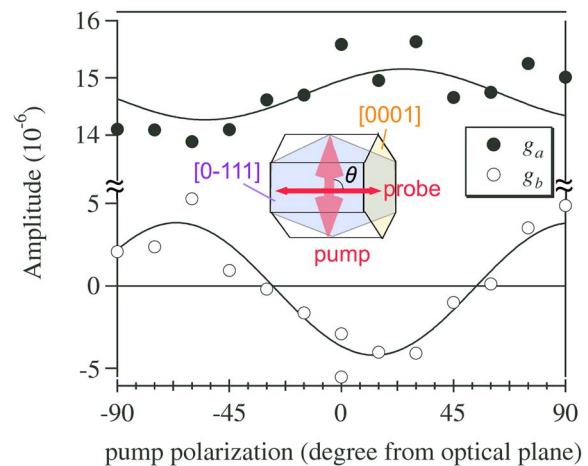 16
15
14
5
0
-5
Amplitude (10⁻⁶)
[0001]
[0-111]
θ
probe
pump
g_a
g_b
-90
-45
0
45
90
pump polarization (degree from optical plane)